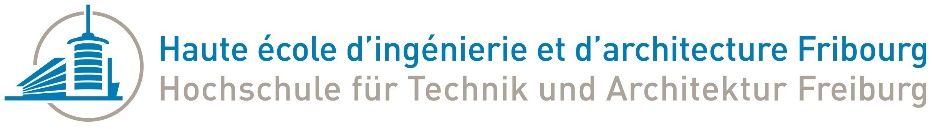 Haute école d'ingénierie et d'architecture Fribourg
Hochschule für Technik und Architektur Freiburg